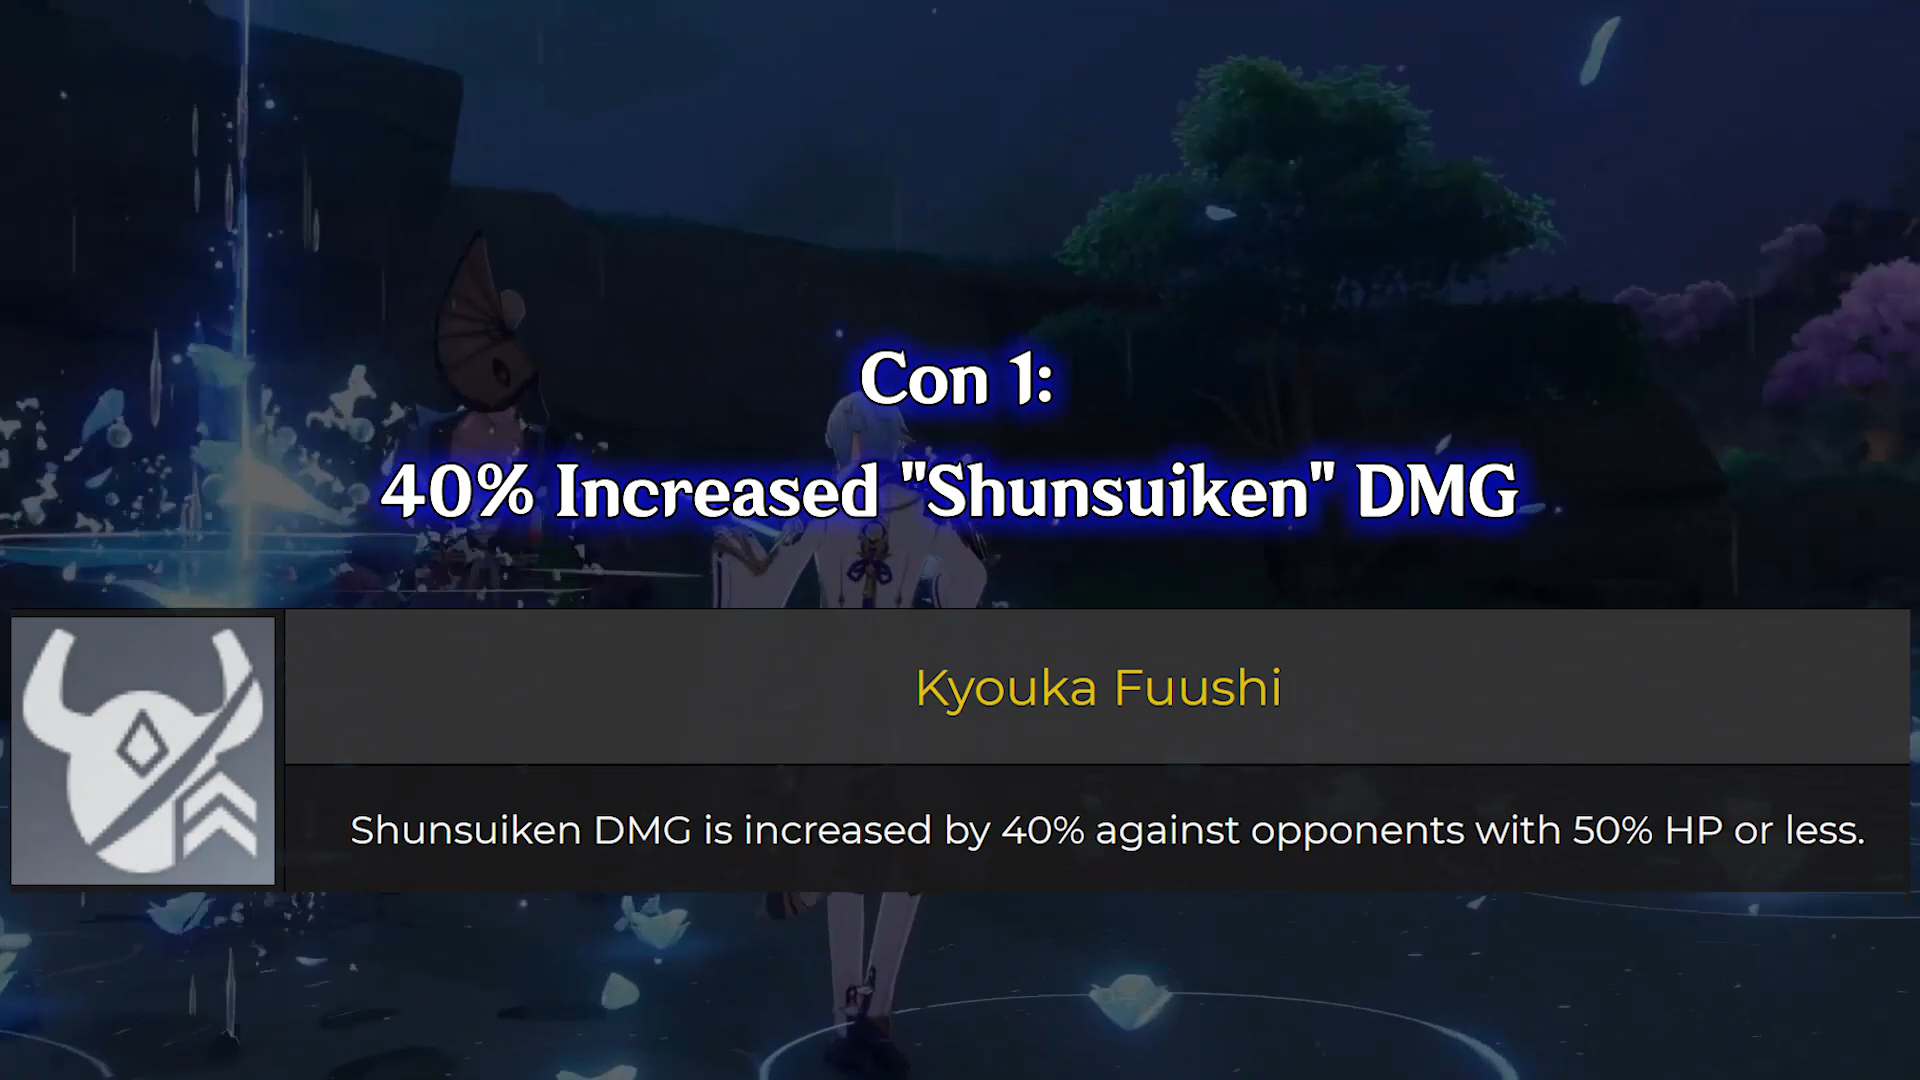 Con 1:
40% Increased "Shunsuiken" DMG
Kyouka Fuushi
Shunsuiken DMG is increased by 40% against opponents with 50% HP or less.